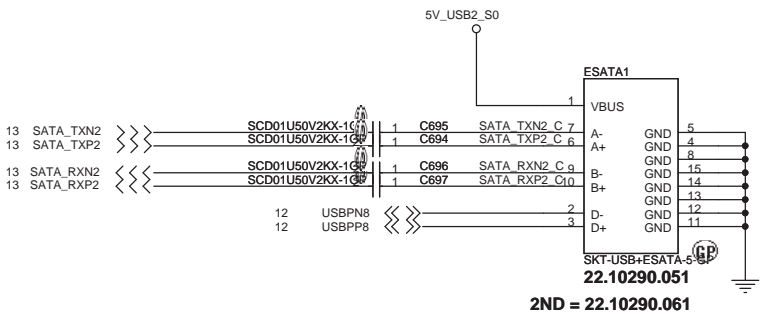 5V_USB2_S0
ESATA1
1 VBUS
13 SATA_TXN2 SCD01U50V2KX-1GP 1 C695 SATA_TXN2_C 7 A- GND 5
13 SATA_TXP2 SCD01U50V2KX-1GP 1 C694 SATA_TXP2_C 6 A+ GND 4
GND 8
13 SATA_RXN2 SCD01U50V2KX-1GP 1 C696 SATA_RXN2_C 9 B- GND 15
13 SATA_RXP2 SCD01U50V2KX-1GP 1 C697 SATA_RXP2_C 10 B+ GND 14
GND 13
12 USBPN8 2 D- GND 12
12 USBPP8 3 D+ GND 11
SKT-USB+ESATA-5-GP
GP
22.10290.051
2ND = 22.10290.061